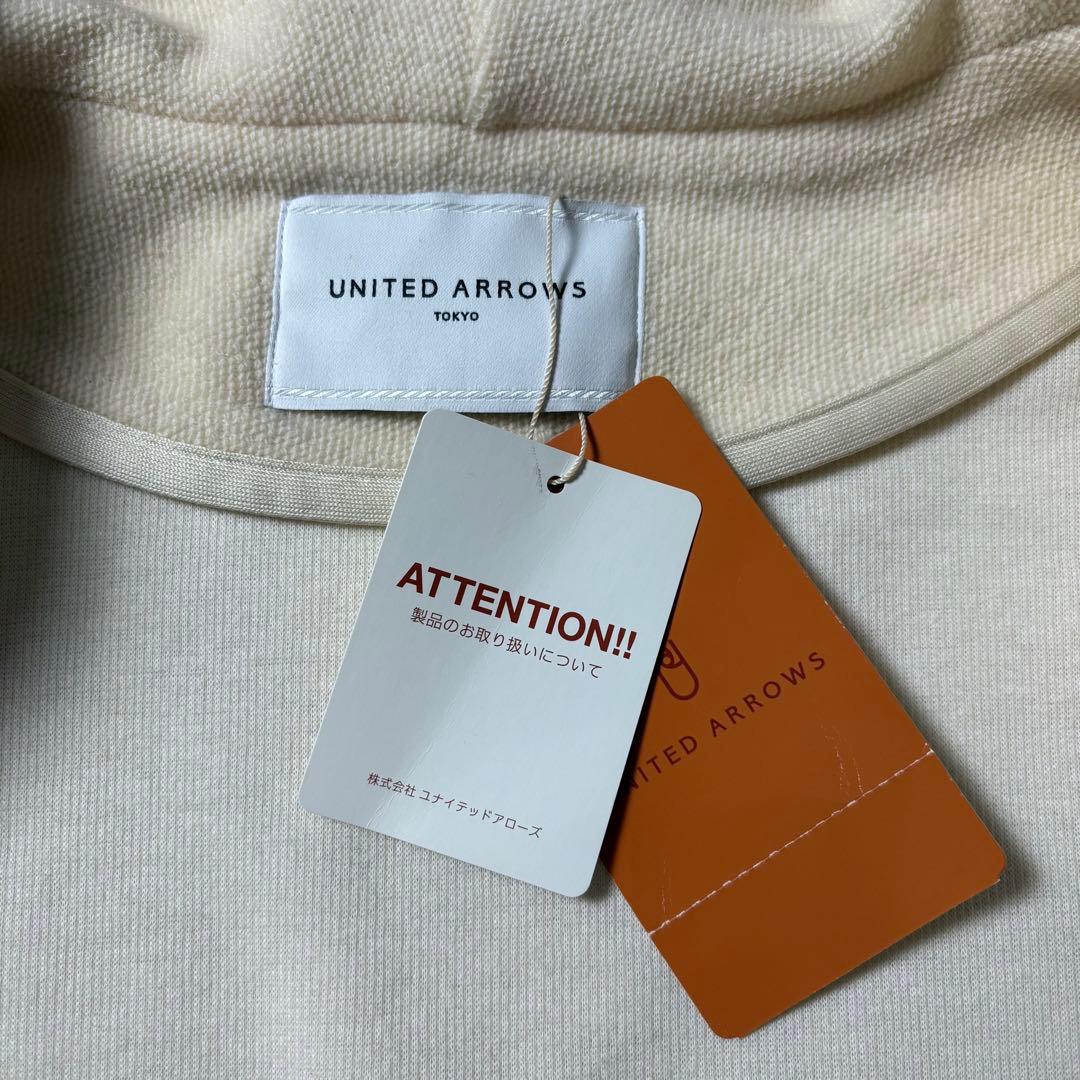 UNITED ARROWS
TOKYO
ATTENTION!!
製品のお取り扱いについて
株式会社 ユナイテッドアローズ
NITED ARROWS